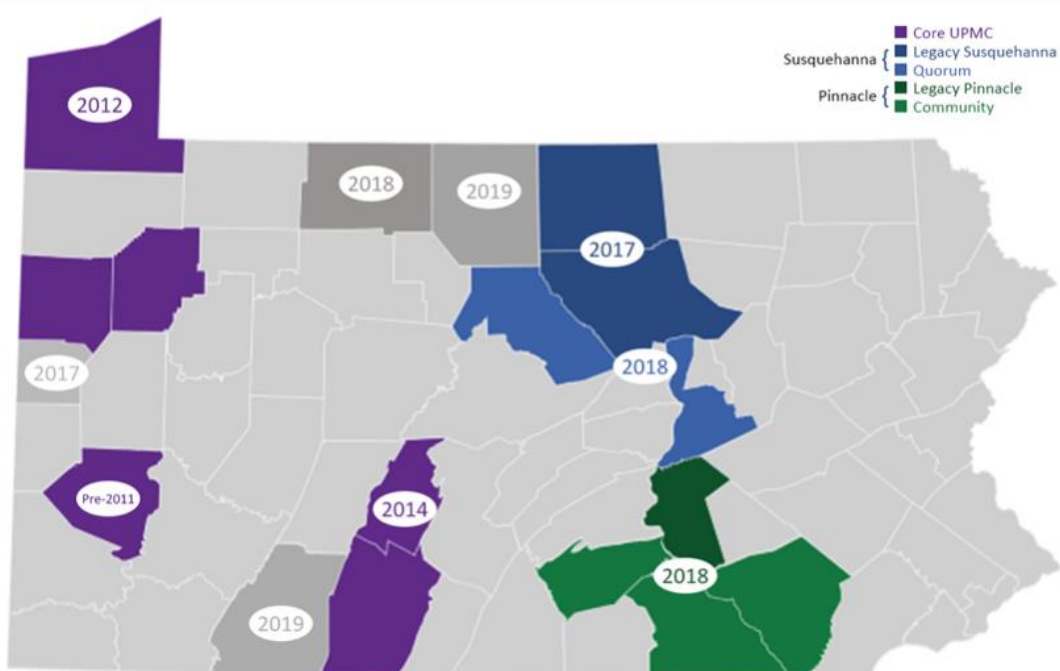 Core UPMC
Susquehanna { Legacy Susquehanna
Quorum
Pinnacle { Legacy Pinnacle
Community
2012
2018
2019
2017
2017
2018
Pre-2011
2014
2018
2019